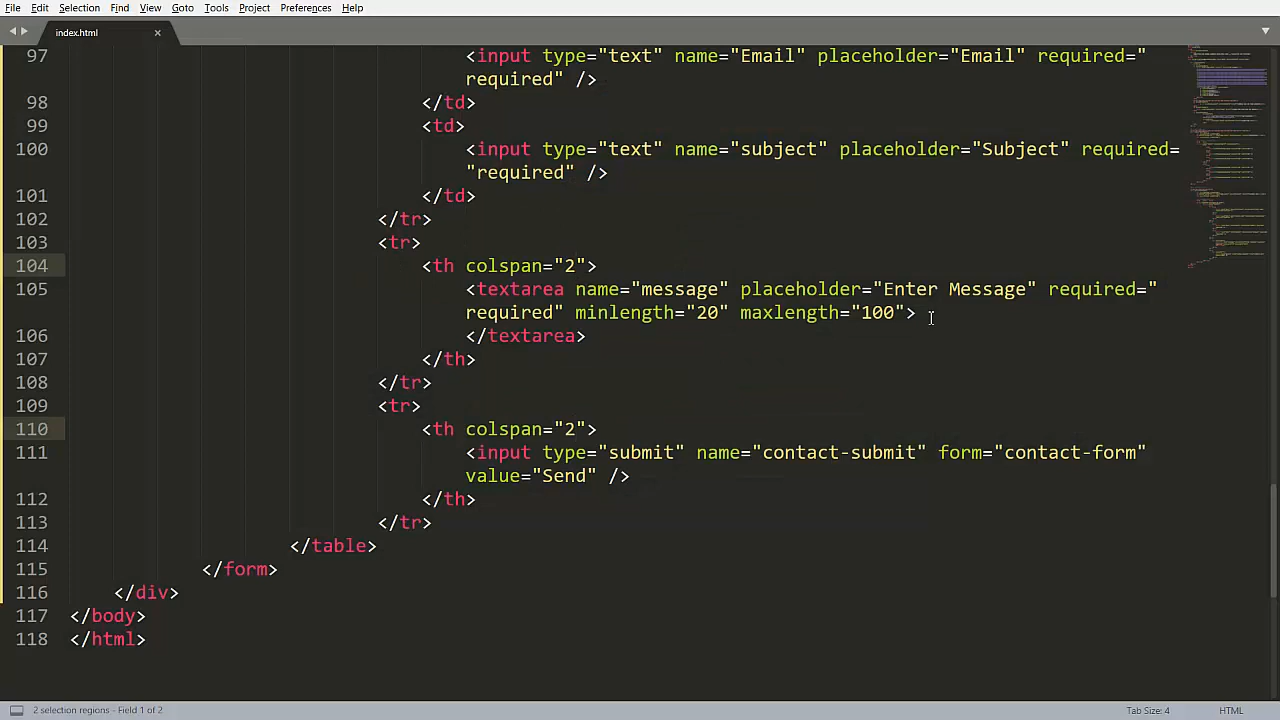 File Edit Selection Find View Goto Tools Project Preferences Help
index.html
97 <input type="text" name="Email" placeholder="Email" required="
required" />
98 </td>
99 <td>
100 <input type="text" name="subject" placeholder="Subject" required=
"required" />
101 </td>
102 </tr>
103 <tr>
104 <th colspan="2">
105 <textarea name="message" placeholder="Enter Message" required="
required" minlength="20" maxlength="100">
106 </textarea>
107 </th>
108 </tr>
109 <tr>
110 <th colspan="2">
111 <input type="submit" name="contact-submit" form="contact-form"
value="Send" />
112 </th>
113 </tr>
114 </table>
115 </form>
116 </div>
117 </body>
118 </html>
2 selection regions - Field 1 of 2 Tab Size: 4 HTML